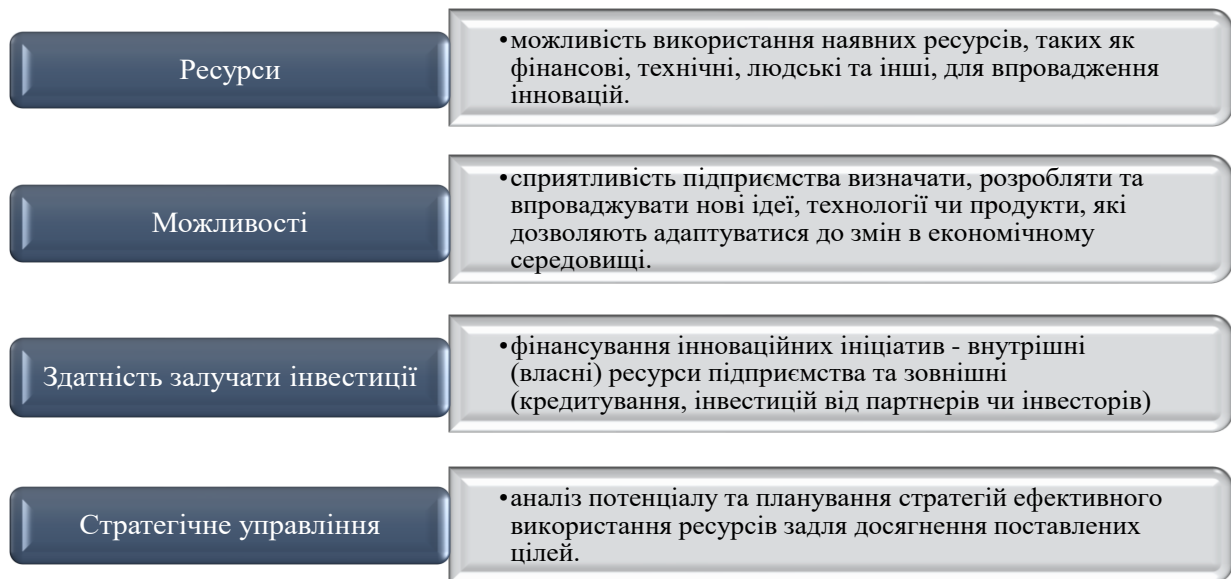 Ресурси
•можливість використання наявних ресурсів, таких як
фінансові, технічні, людські та інші, для впровадження
інновацій.
Можливості
•сприятливість підприємства визначати, розробляти та
впроваджувати нові ідеї, технології чи продукти, які
дозволяють адаптуватися до змін в економічному
середовищі.
Здатність залучати інвестиції
•фінансування інноваційних ініціатив - внутрішні
(власні) ресурси підприємства та зовнішні
(кредитування, інвестицій від партнерів чи інвесторів)
Стратегічне управління
•аналіз потенціалу та планування стратегій ефективного
використання ресурсів задля досягнення поставлених
цілей.